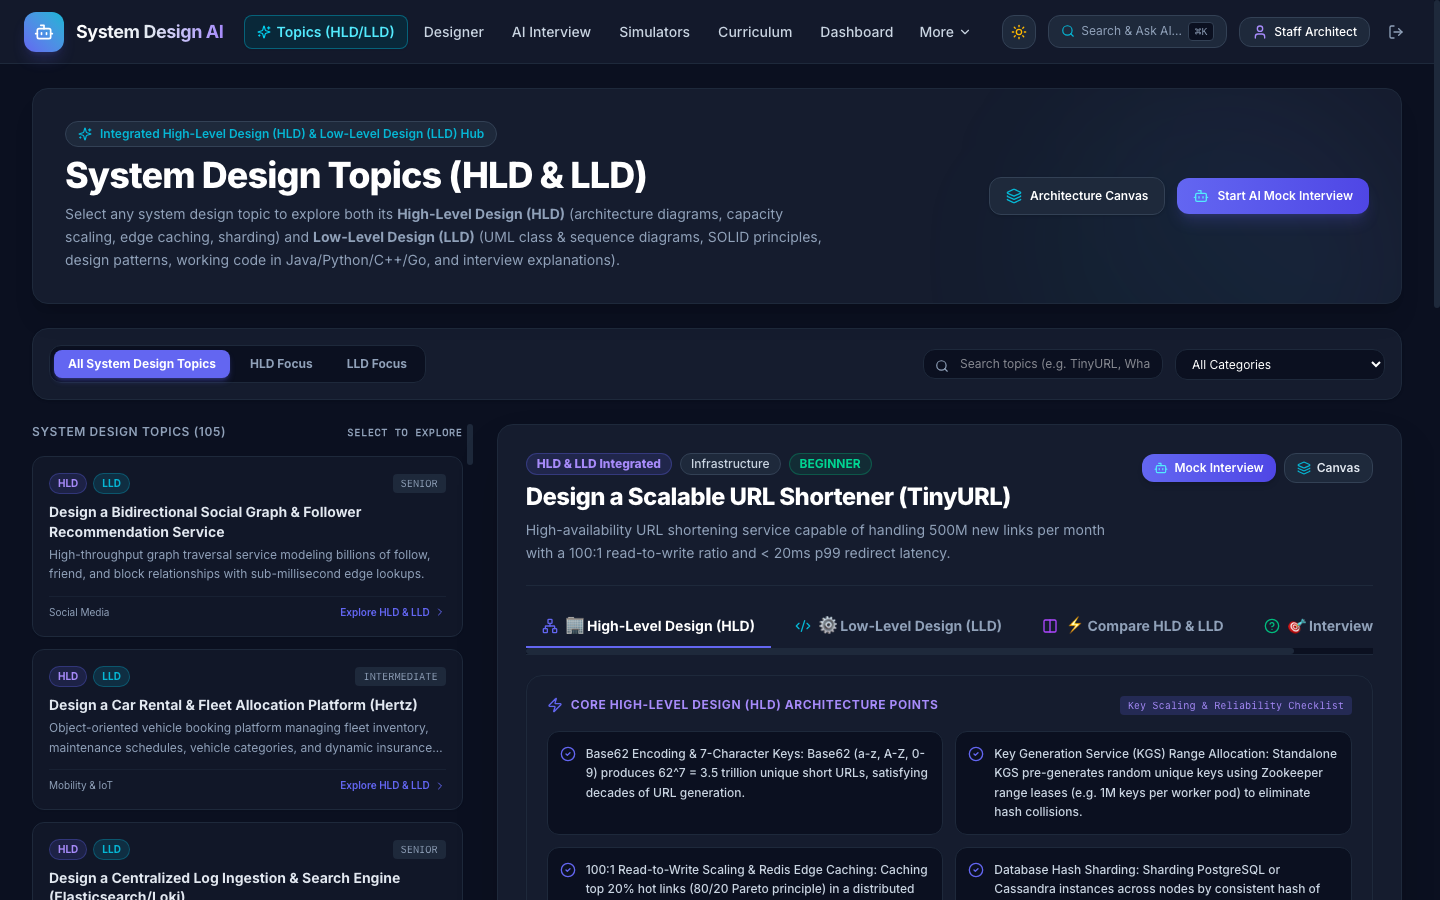 System Design AI
Topics (HLD/LLD)
Designer
AI Interview
Simulators
Curriculum
Dashboard
More
Search & Ask AI...
⌘K
Staff Architect
Integrated High-Level Design (HLD) & Low-Level Design (LLD) Hub
System Design Topics (HLD & LLD)
Select any system design topic to explore both its High-Level Design (HLD) (architecture diagrams, capacity
scaling, edge caching, sharding) and Low-Level Design (LLD) (UML class & sequence diagrams, SOLID principles,
design patterns, working code in Java/Python/C++/Go, and interview explanations).
Architecture Canvas
Start AI Mock Interview
All System Design Topics
HLD Focus
LLD Focus
Search topics (e.g. TinyURL, Wha
All Categories
SYSTEM DESIGN TOPICS (105)
SELECT TO EXPLORE
HLD
LLD
SENIOR
Design a Bidirectional Social Graph & Follower
Recommendation Service
High-throughput graph traversal service modeling billions of follow,
friend, and block relationships with sub-millisecond edge lookups.
Social Media
Explore HLD & LLD
HLD
LLD
INTERMEDIATE
Design a Car Rental & Fleet Allocation Platform (Hertz)
Object-oriented vehicle booking platform managing fleet inventory,
maintenance schedules, vehicle categories, and dynamic insurance...
Mobility & IoT
Explore HLD & LLD
HLD
LLD
SENIOR
Design a Centralized Log Ingestion & Search Engine
(Elasticsearch/Loki)
HLD & LLD Integrated
Infrastructure
BEGINNER
Mock Interview
Canvas
Design a Scalable URL Shortener (TinyURL)
High-availability URL shortening service capable of handling 500M new links per month
with a 100:1 read-to-write ratio and < 20ms p99 redirect latency.
High-Level Design (HLD)
Low-Level Design (LLD)
Compare HLD & LLD
Interview
CORE HIGH-LEVEL DESIGN (HLD) ARCHITECTURE POINTS
Key Scaling & Reliability Checklist
Base62 Encoding & 7-Character Keys: Base62 (a-z, A-Z, 0-
9) produces 62^7 = 3.5 trillion unique short URLs, satisfying
decades of URL generation.
Key Generation Service (KGS) Range Allocation: Standalone
KGS pre-generates random unique keys using Zookeeper
range leases (e.g. 1M keys per worker pod) to eliminate
hash collisions.
100:1 Read-to-Write Scaling & Redis Edge Caching: Caching
top 20% hot links (80/20 Pareto principle) in a distributed
Database Hash Sharding: Sharding PostgreSQL or
Cassandra instances across nodes by consistent hash of